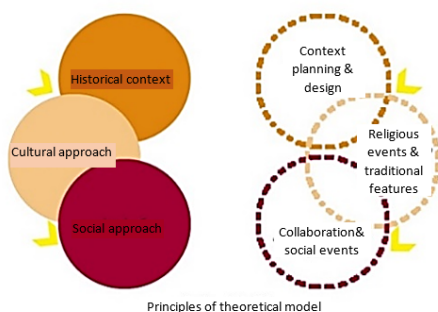 Historical context
Cultural approach
Social approach
Context
planning &
design
Religious
events &
traditional
features
Collaboration&
social events
Principles of theoretical model